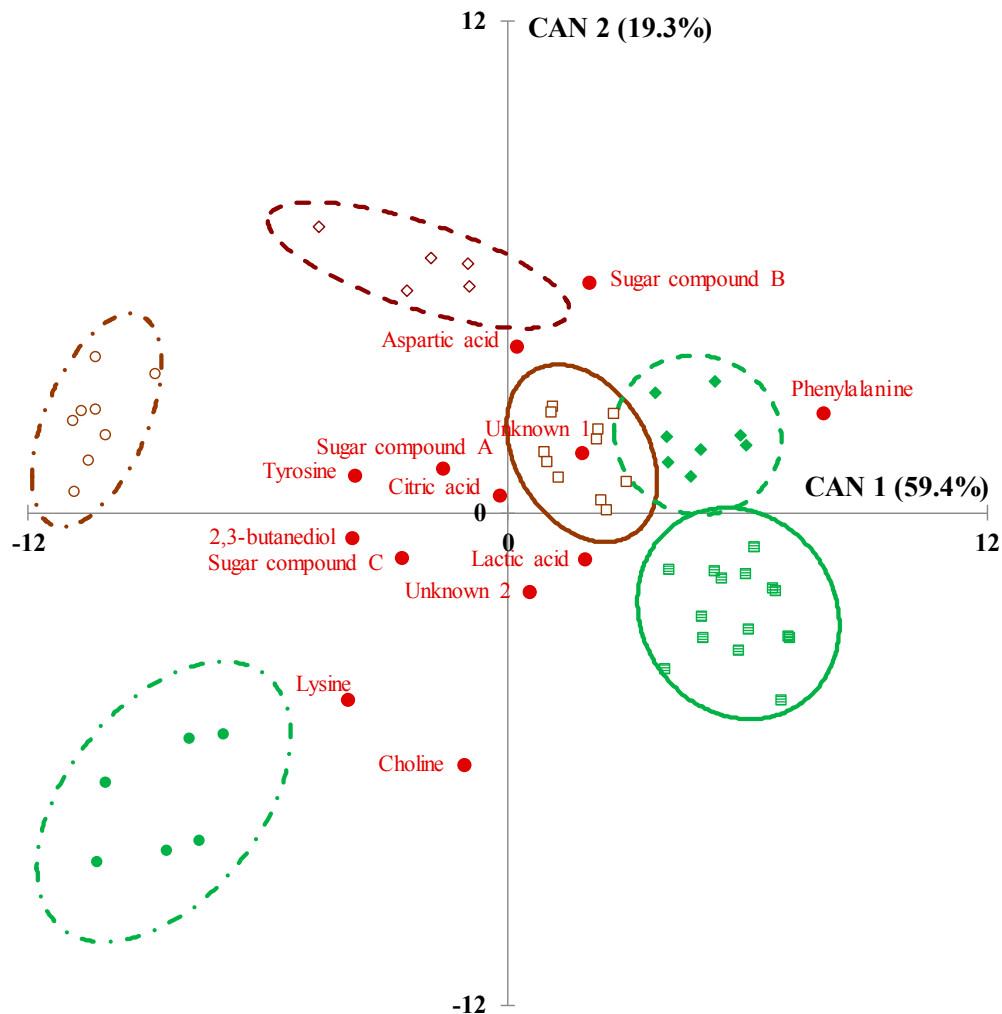 12
CAN 2 (19.3%)
Sugar compound B
Aspartic acid
Phenylalanine
Unknown 1
Sugar compound A
Tyrosine
Citric acid
CAN 1 (59.4%)
0
-12
0
12
2,3-butanediol
Sugar compound C
Lactic acid
Unknown 2
Lysine
Choline
-12